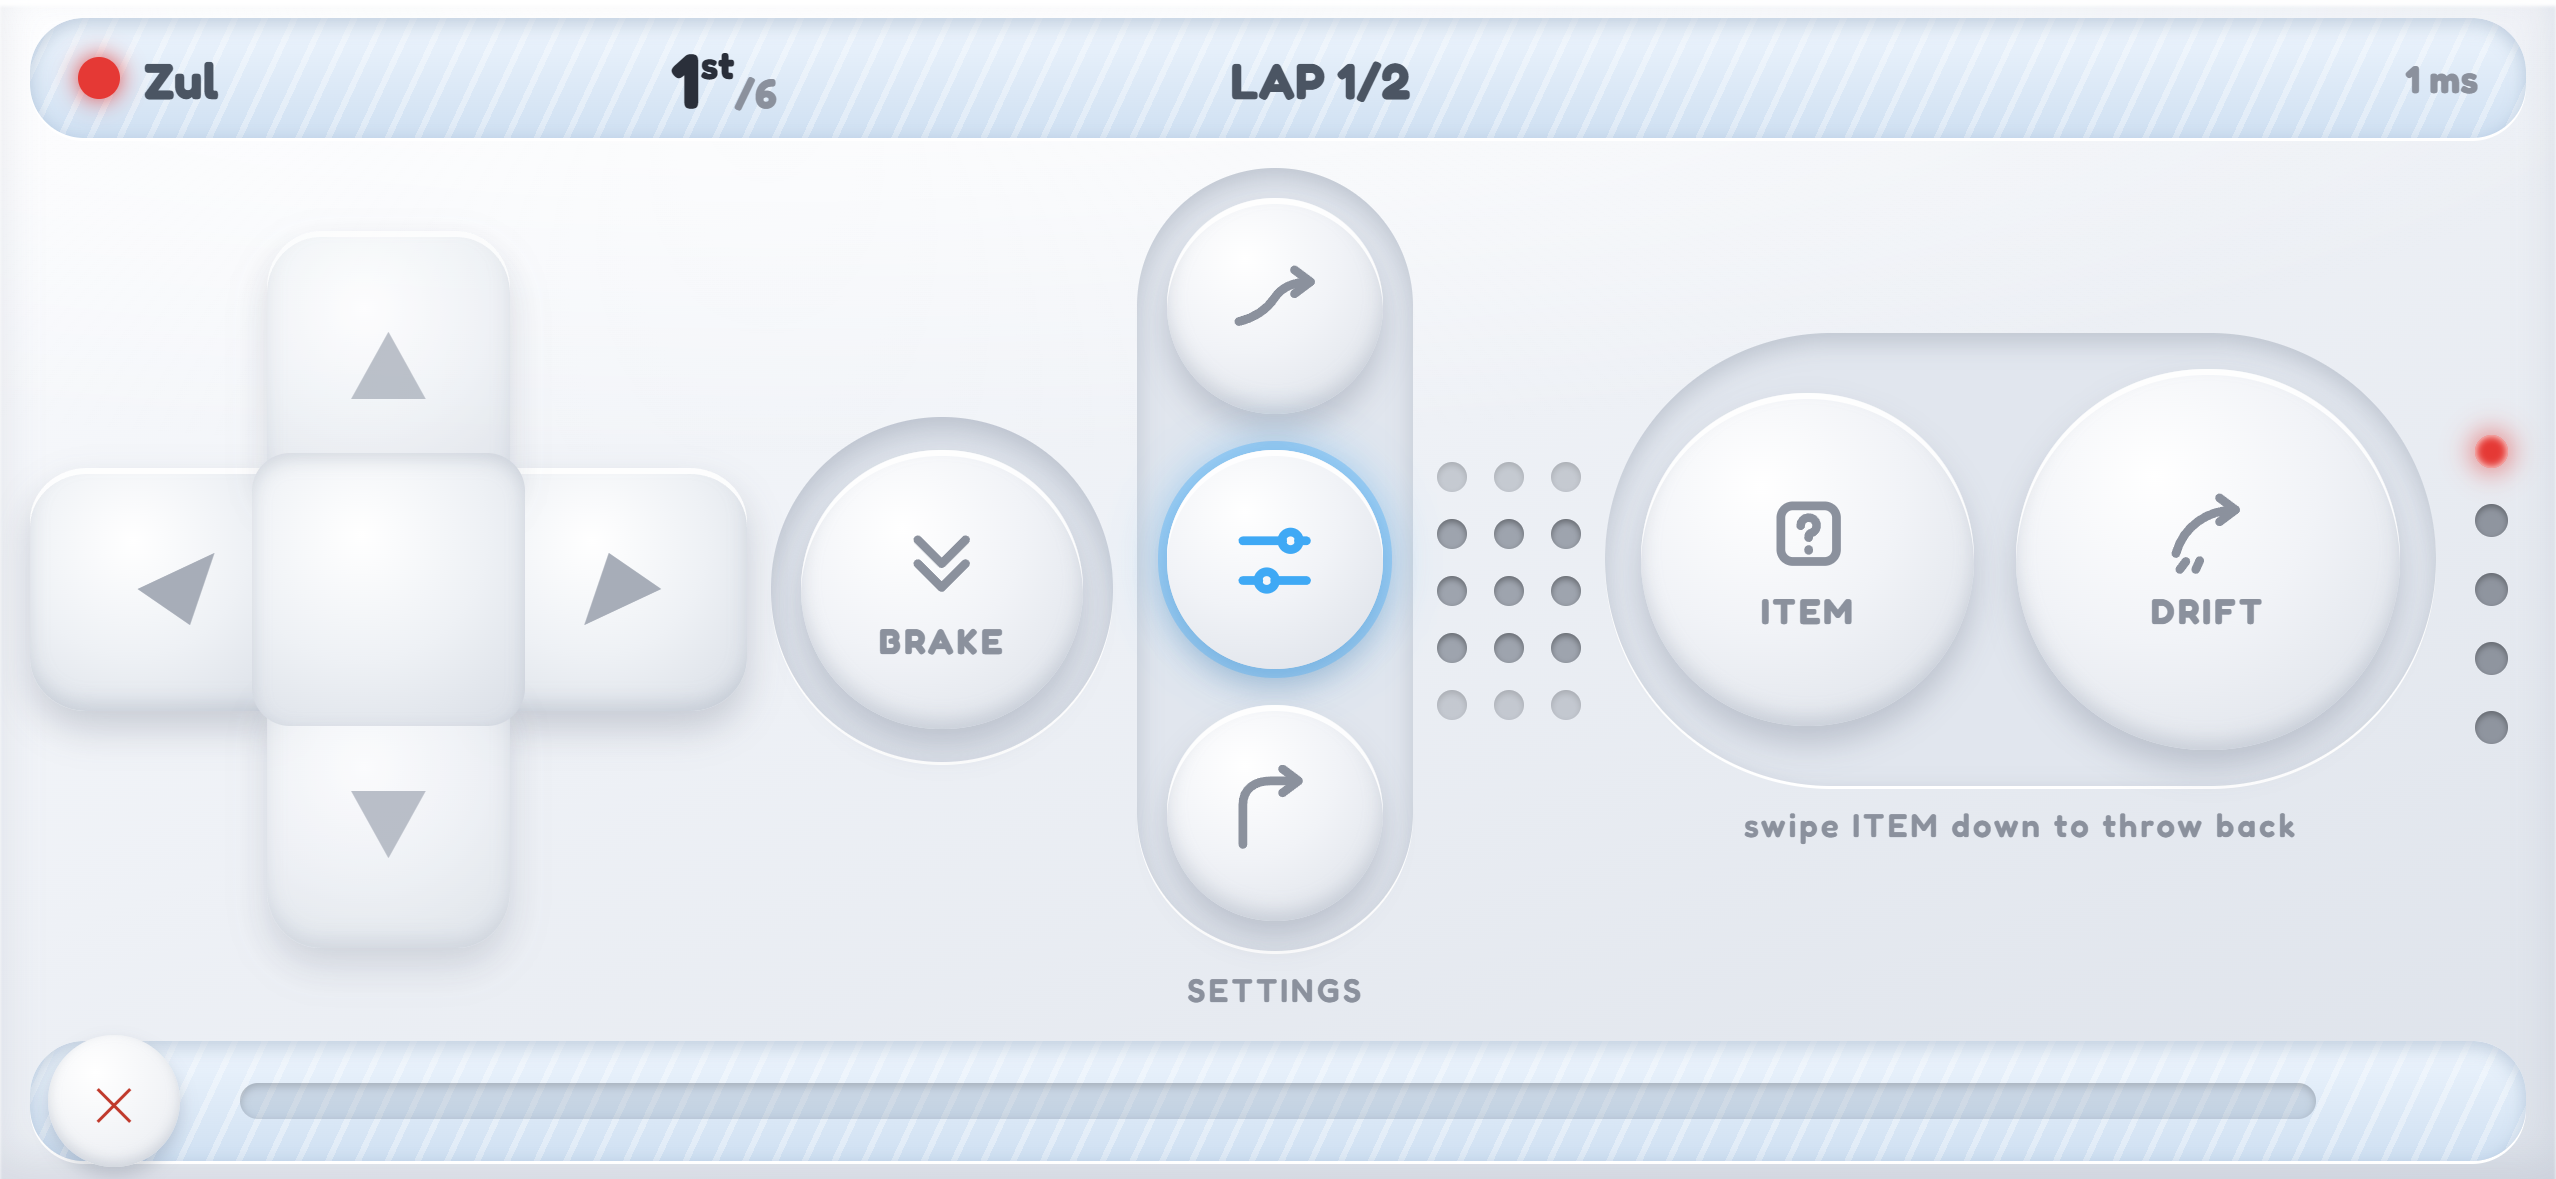 Zul
1st/6
LAP 1/2
1 ms
BRAKE
?
ITEM
DRIFT
swipe ITEM down to throw back
SETTINGS